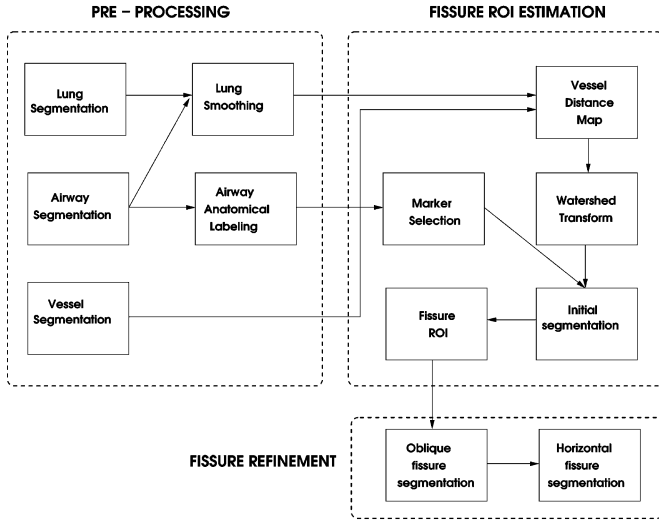 PRE – PROCESSING
FISSURE ROI ESTIMATION
Lung
Segmentation
Lung
Smoothing
Vessel
Distance
Map
Airway
Segmentation
Airway
Anatomical
Labeling
Marker
Selection
Watershed
Transform
Vessel
Segmentation
Fissure
ROI
Initial
segmentation
FISSURE REFINEMENT
Oblique
fissure
segmentation
Horizontal
fissure
segmentation